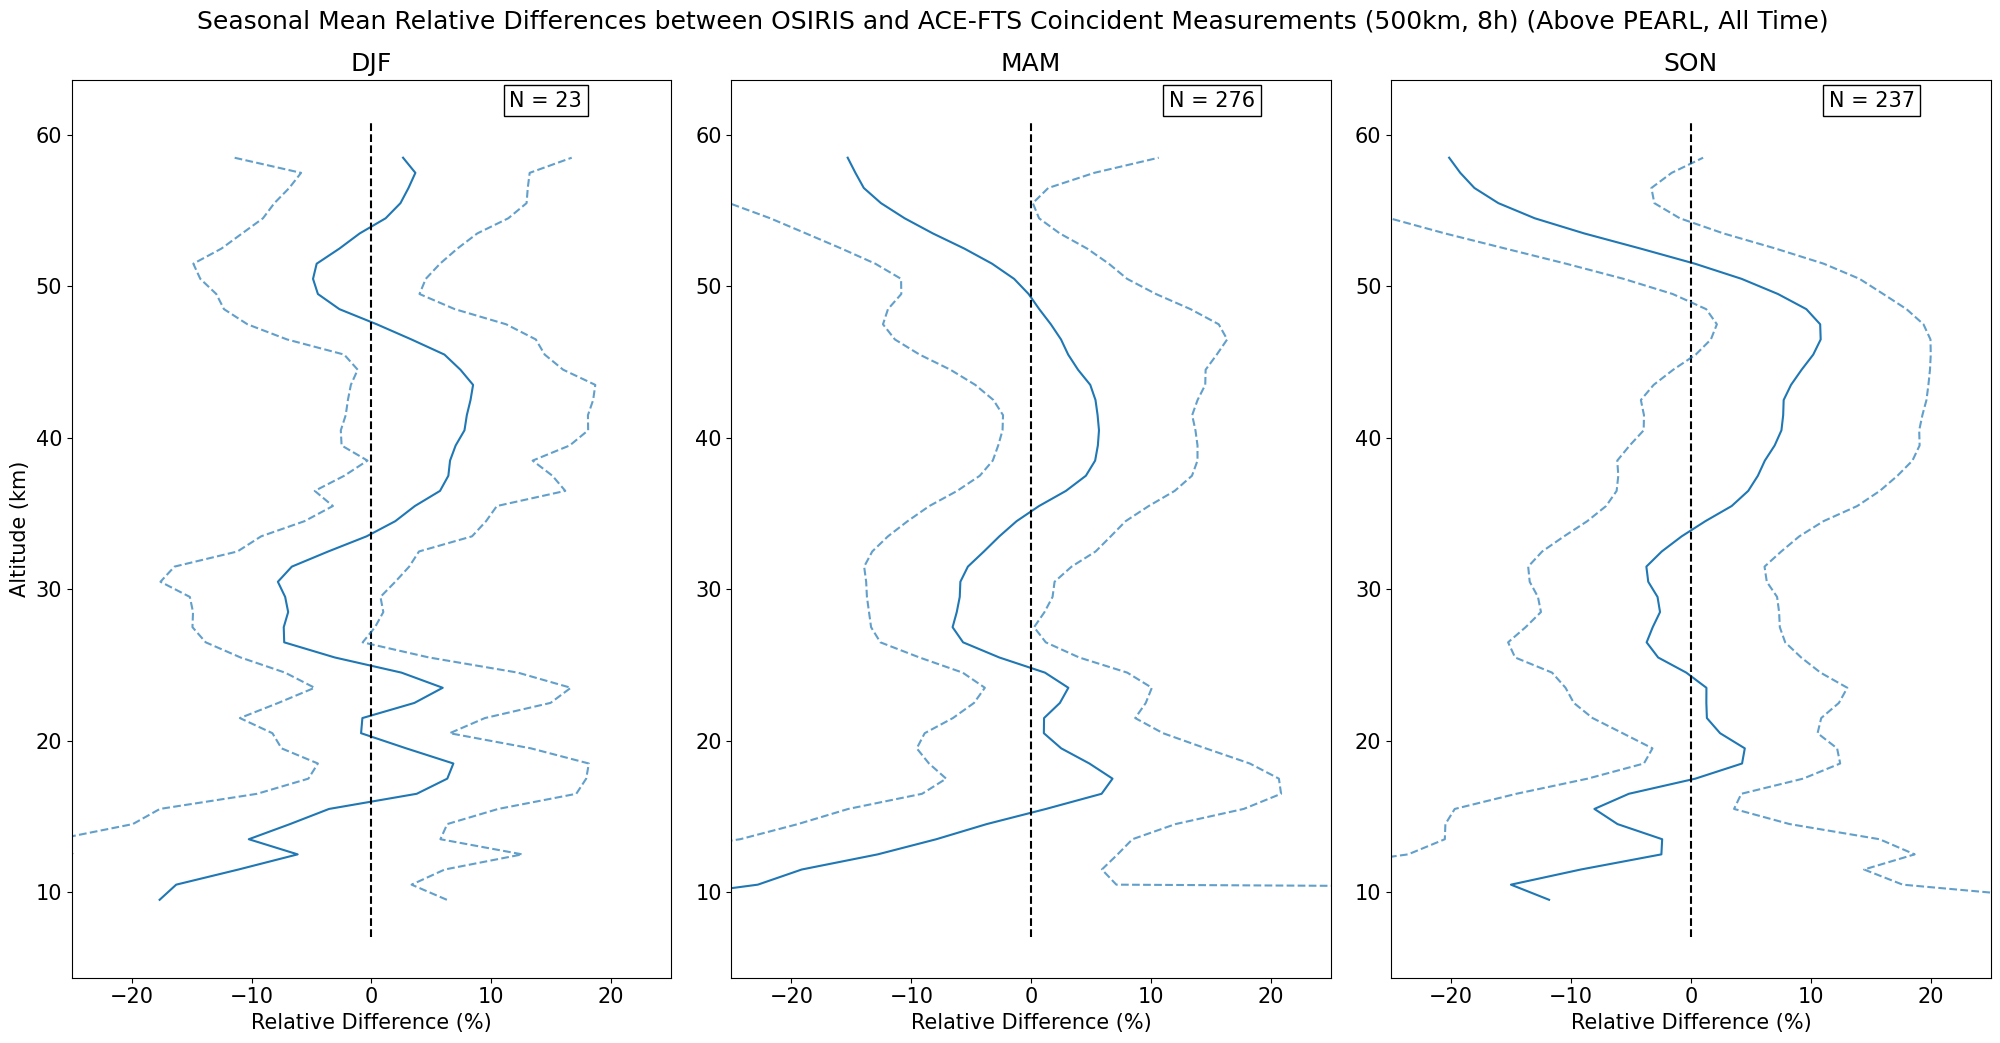 Seasonal Mean Relative Differences between OSIRIS and ACE-FTS Coincident Measurements (500km, 8h) (Above PEARL, All Time)
DJF
N = 23
60
50
40
30
20
10
Altitude (km)
−20 −10 0 10 20
Relative Difference (%)
MAM
N = 276
60
50
40
30
20
10
−20 −10 0 10 20
Relative Difference (%)
SON
N = 237
60
50
40
30
20
10
−20 −10 0 10 20
Relative Difference (%)